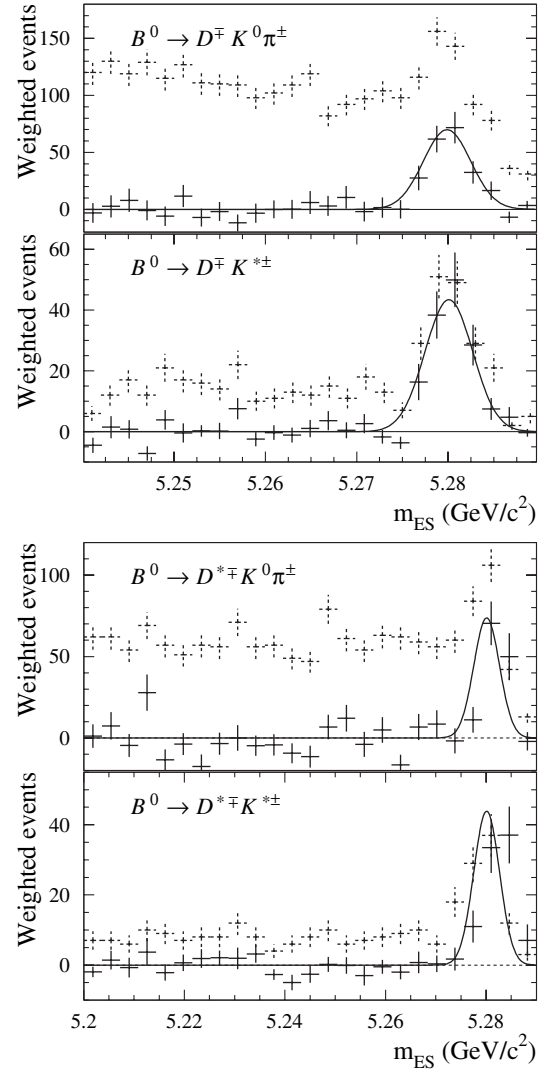 Weighted events
B⁰ → D∓ K⁰π±
150
100
50
0
Weighted events
B⁰ → D∓ K*±
60
40
20
0
5.25 5.26 5.27 5.28
m_ES (GeV/c²)
Weighted events
B⁰ → D*∓ K⁰π±
100
50
0
Weighted events
B⁰ → D*∓ K*±
40
20
0
5.2 5.22 5.24 5.26 5.28
m_ES (GeV/c²)